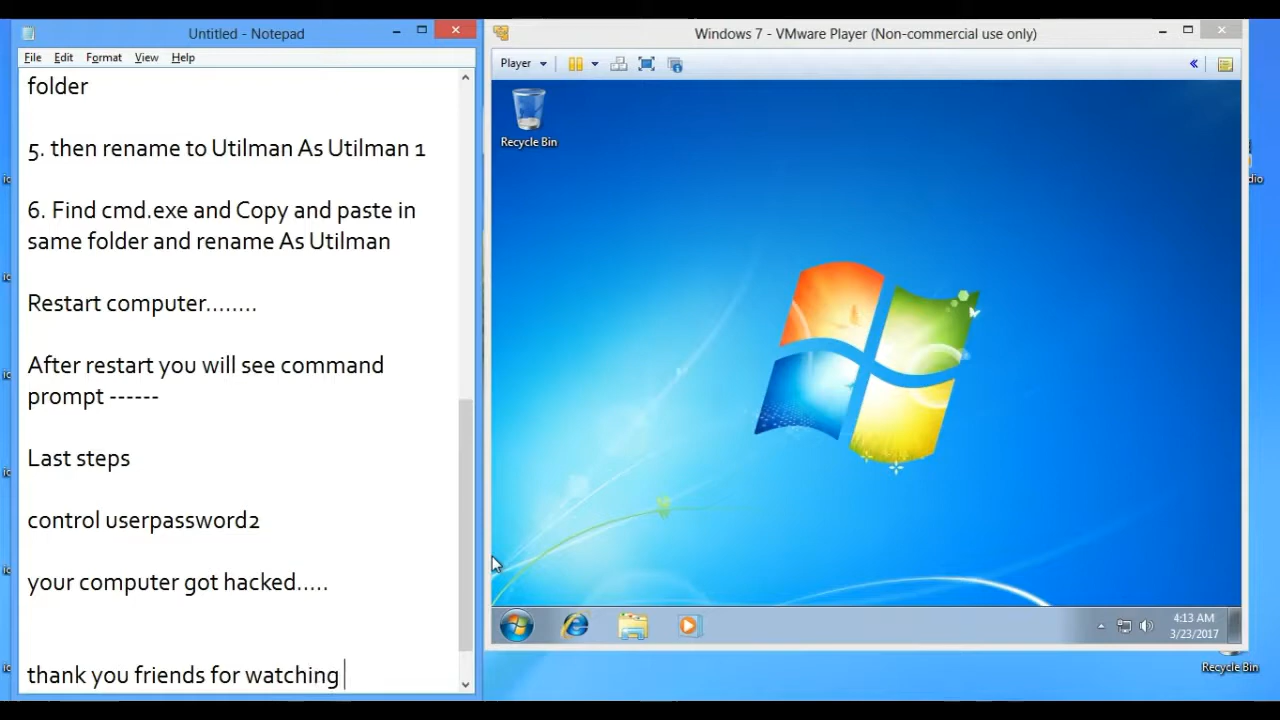 Untitled - Notepad
File Edit Format View Help
folder
5. then rename to Utilman As Utilman 1
6. Find cmd.exe and Copy and paste in
same folder and rename As Utilman
Restart computer........
After restart you will see command
prompt ------
Last steps
control userpassword2
your computer got hacked.....
thank you friends for watching
Windows 7 - VMware Player (Non-commercial use only)
Player
Recycle Bin
4:13 AM
3/23/2017
Recycle Bin